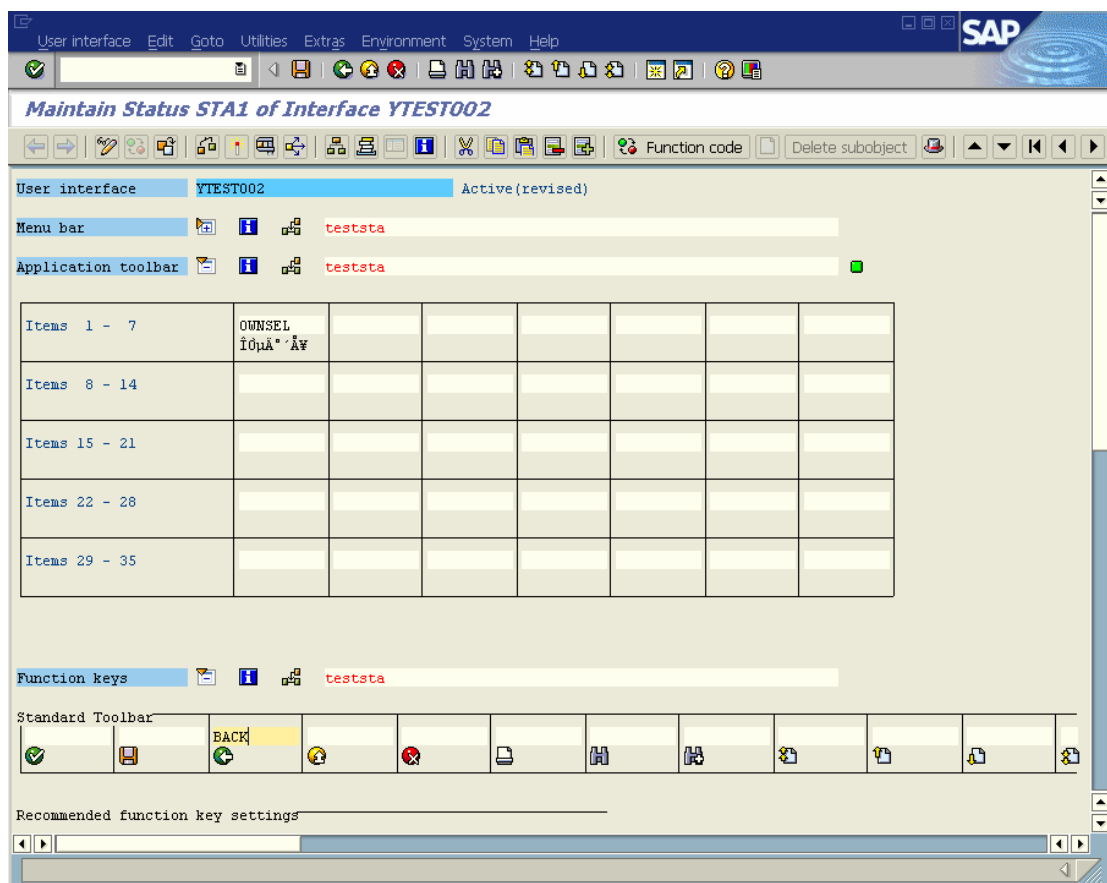 User interface Edit Goto Utilities Extras Environment System Help
SAP
Maintain Status STA1 of Interface YTEST002
Function code Delete subobject
User interface YTEST002 Active(revised)
Menu bar teststa
Application toolbar teststa
Items 1 - 7 OWNSEL
ÎÒµÄ°´Å¥
Items 8 - 14
Items 15 - 21
Items 22 - 28
Items 29 - 35
Function keys teststa
Standard Toolbar
BACK
Recommended function key settings